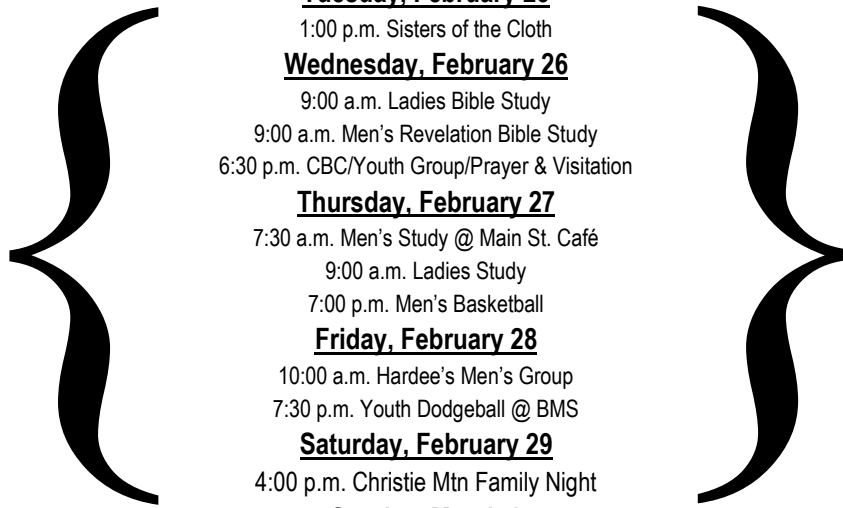 Tuesday, February 25
1:00 p.m. Sisters of the Cloth
Wednesday, February 26
9:00 a.m. Ladies Bible Study
9:00 a.m. Men’s Revelation Bible Study
6:30 p.m. CBC/Youth Group/Prayer & Visitation
Thursday, February 27
7:30 a.m. Men’s Study @ Main St. Café
9:00 a.m. Ladies Study
7:00 p.m. Men’s Basketball
Friday, February 28
10:00 a.m. Hardee’s Men’s Group
7:30 p.m. Youth Dodgeball @ BMS
Saturday, February 29
4:00 p.m. Christie Mtn Family Night